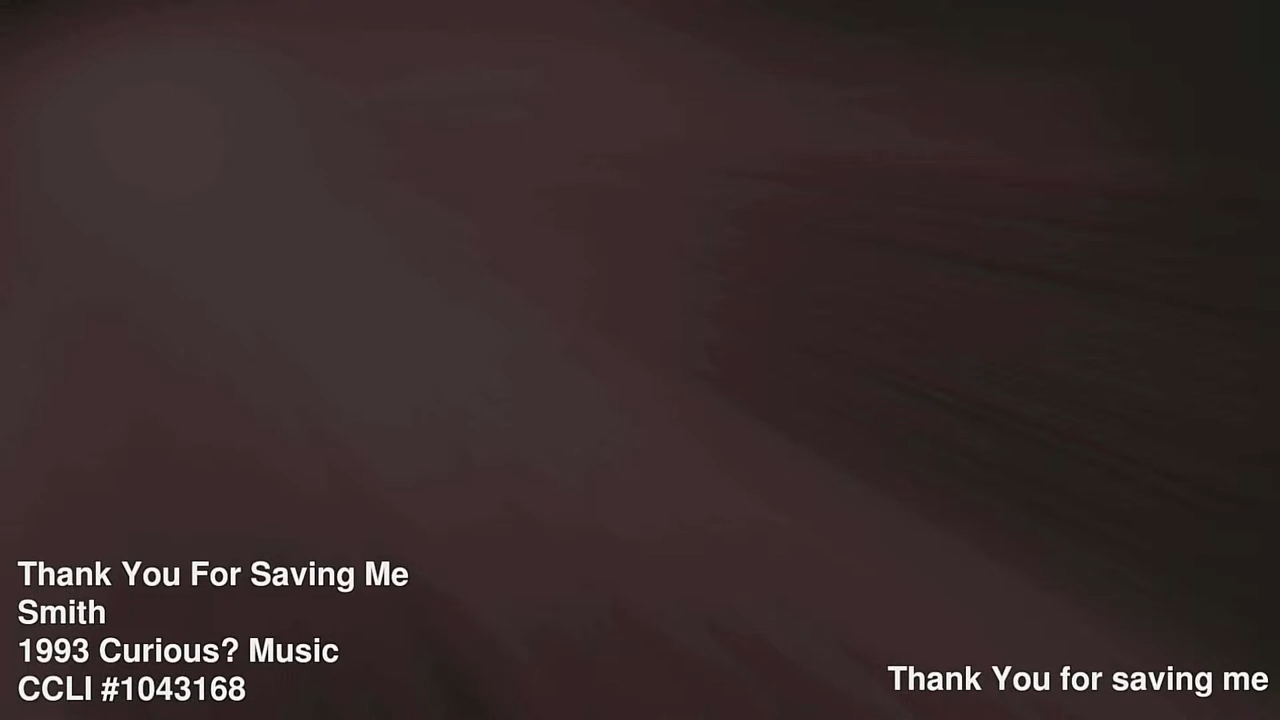 Thank You For Saving Me
Smith
1993 Curious? Music
CCLI #1043168
Thank You for saving me